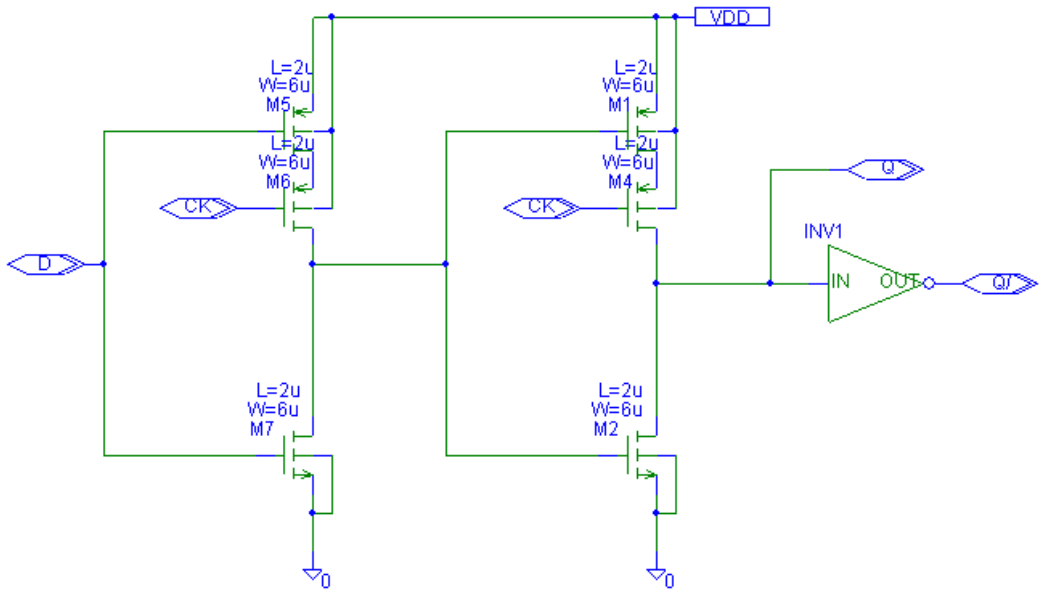 VDD
L=2u
W=6u
M5
L=2u
W=6u
M6
L=2u
W=6u
M1
L=2u
W=6u
M4
CK
CK
D
Q
INV1
IN
OUT
Q/
L=2u
W=6u
M7
L=2u
W=6u
M2
0
0